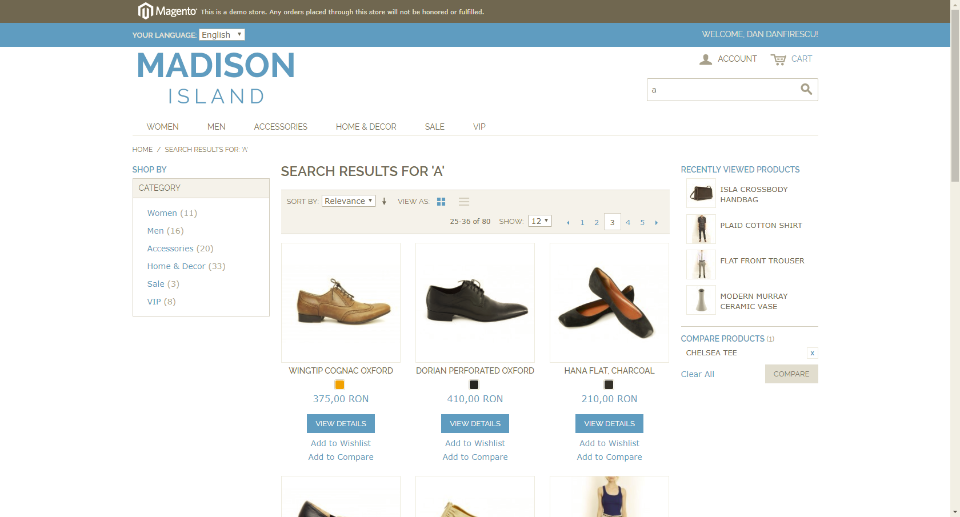 Magento This is a demo store. Any orders placed through this store will not be honored or fulfilled.
YOUR LANGUAGE: English
WELCOME, DAN DANFIRESCU!
MADISON
ISLAND
ACCOUNT CART
a
WOMEN MEN ACCESSORIES HOME & DECOR SALE VIP
HOME / SEARCH RESULTS FOR: 'A'
SHOP BY
CATEGORY
Women (11)
Men (16)
Accessories (20)
Home & Decor (33)
Sale (3)
VIP (8)
SEARCH RESULTS FOR 'A'
SORT BY: Relevance VIEW AS:
25-36 of 80 SHOW: 12 1 2 3 4 5
WINGTIP COGNAC OXFORD
375,00 RON
VIEW DETAILS
Add to Wishlist
Add to Compare
DORIAN PERFORATED OXFORD
410,00 RON
VIEW DETAILS
Add to Wishlist
Add to Compare
HANA FLAT, CHARCOAL
210,00 RON
VIEW DETAILS
Add to Wishlist
Add to Compare
RECENTLY VIEWED PRODUCTS
ISLA CROSSBODY
HANDBAG
PLAID COTTON SHIRT
FLAT FRONT TROUSER
MODERN MURRAY
CERAMIC VASE
COMPARE PRODUCTS (1)
CHELSEA TEE x
Clear All COMPARE